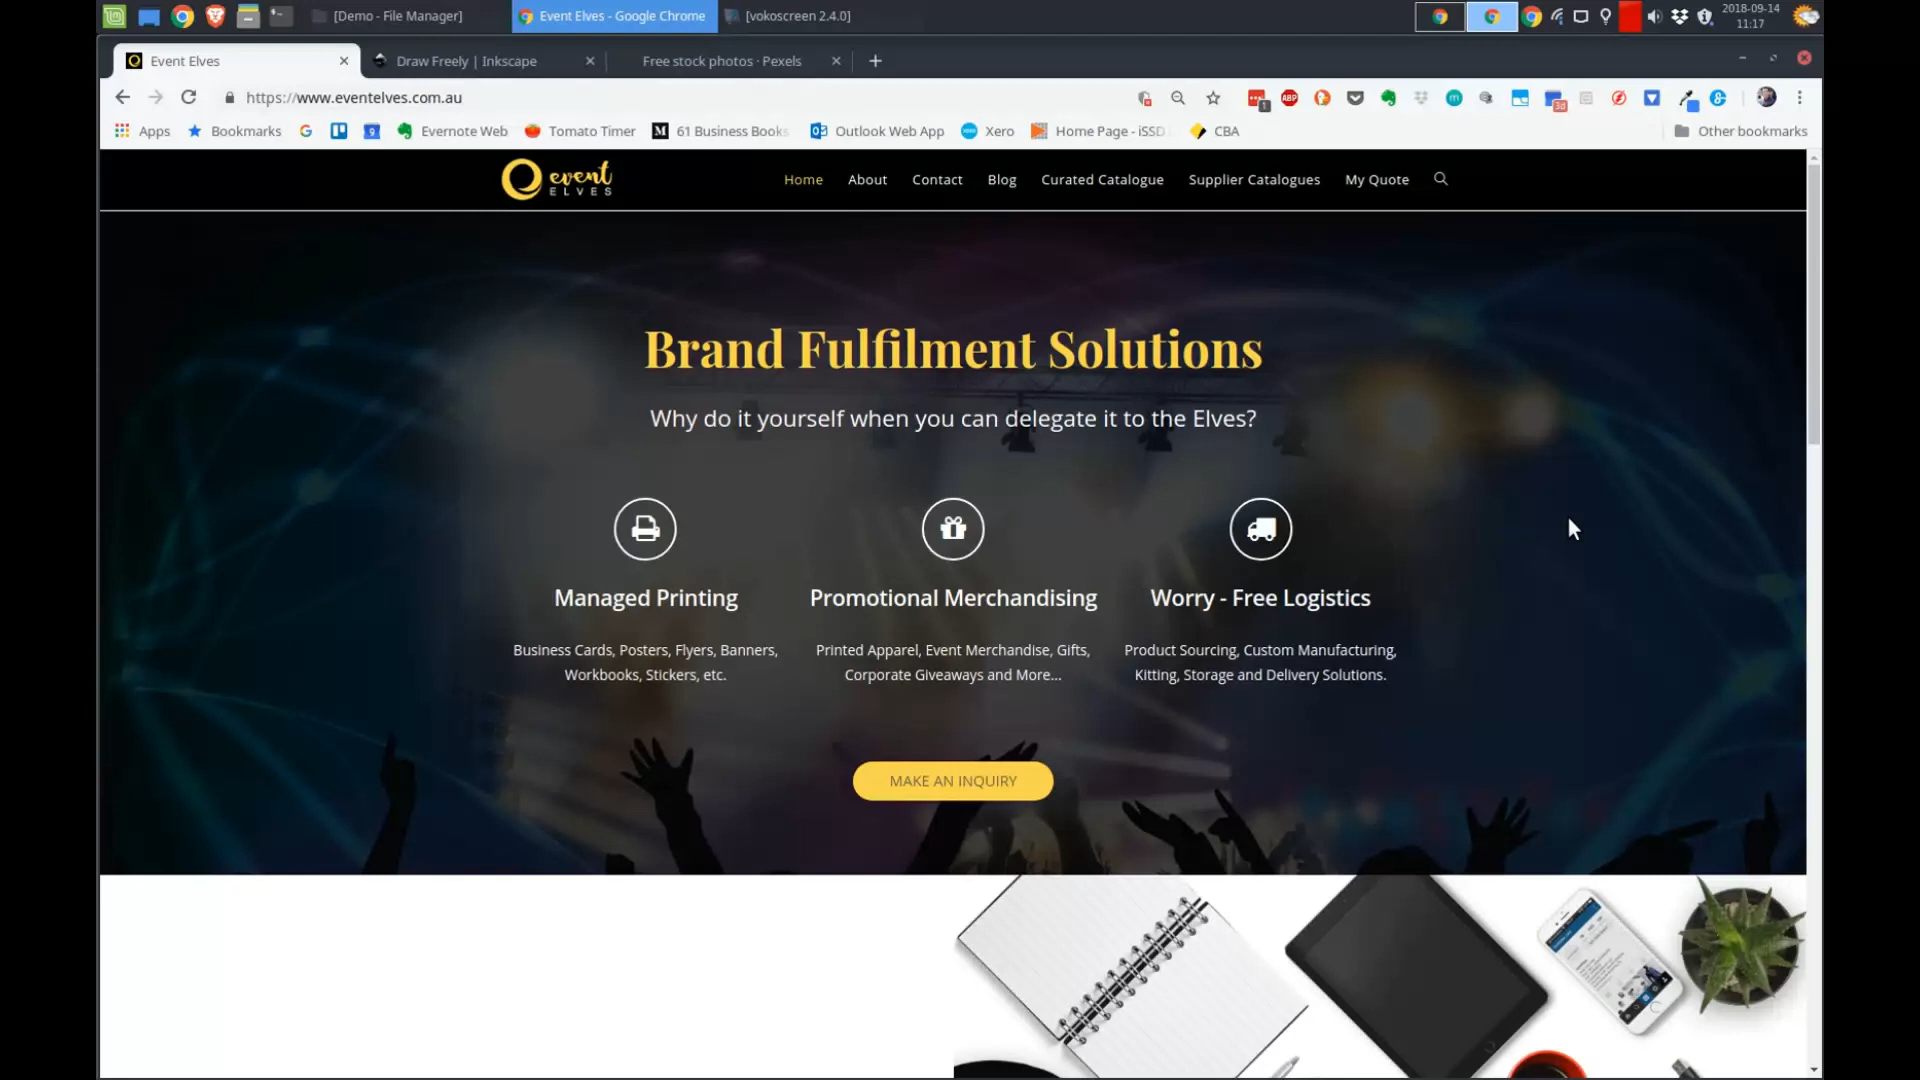 [Demo - File Manager]
Event Elves - Google Chrome
[vokoscreen 2.4.0]
2018-09-14
11:17
Event Elves
Draw Freely | Inkscape
Free stock photos · Pexels
https://www.eventelves.com.au
1
ABP
3d
Apps
Bookmarks
Evernote Web
Tomato Timer
61 Business Books
Outlook Web App
Xero
Home Page - iSSD
CBA
Other bookmarks
event
ELVES
Home
About
Contact
Blog
Curated Catalogue
Supplier Catalogues
My Quote
Brand Fulfilment Solutions
Why do it yourself when you can delegate it to the Elves?
Managed Printing
Business Cards, Posters, Flyers, Banners,
Workbooks, Stickers, etc.
Promotional Merchandising
Printed Apparel, Event Merchandise, Gifts,
Corporate Giveaways and More...
Worry - Free Logistics
Product Sourcing, Custom Manufacturing,
Kitting, Storage and Delivery Solutions.
MAKE AN INQUIRY